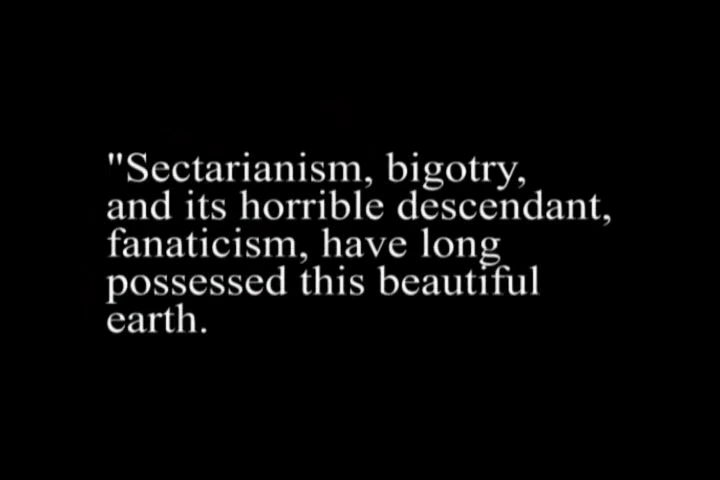 "Sectarianism, bigotry,
and its horrible descendant,
fanaticism, have long
possessed this beautiful
earth.